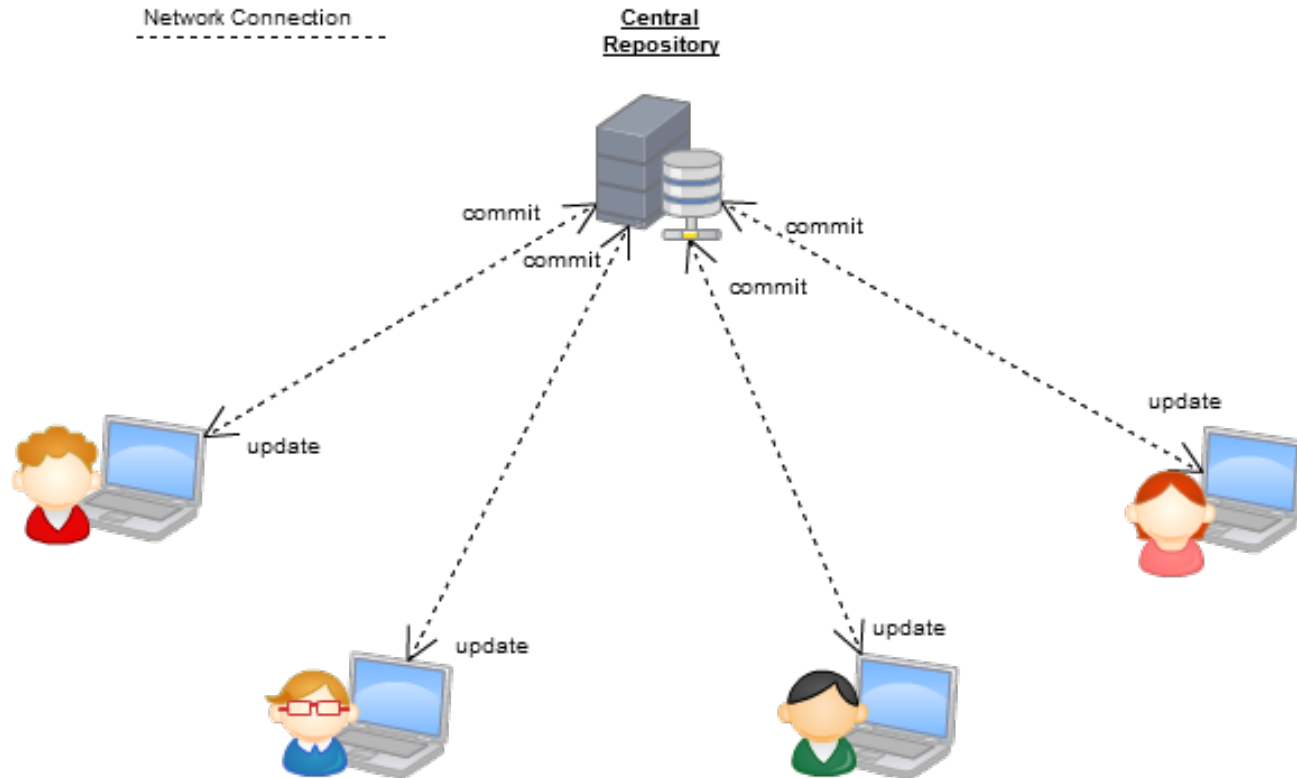 Network Connection
Central
Repository
commit
commit
commit
commit
update
update
update
update